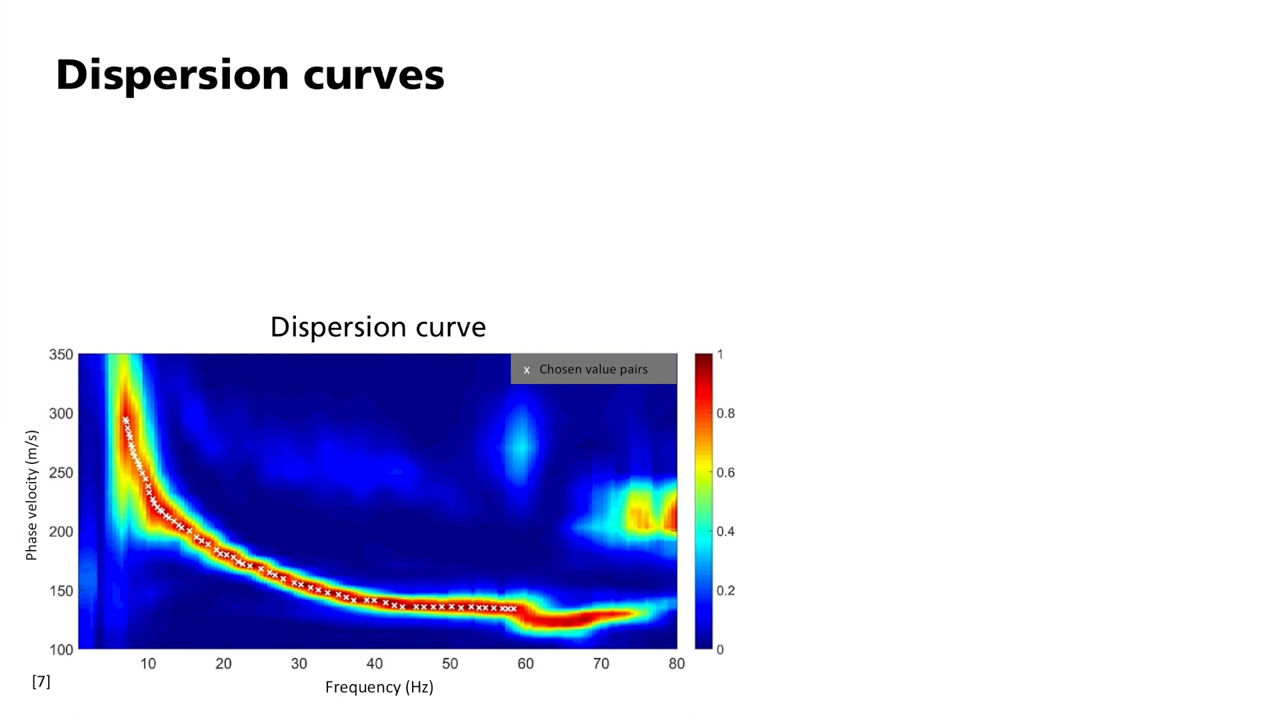 Dispersion curves
Dispersion curve
x Chosen value pairs
350
300
250
200
150
100
Phase velocity (m/s)
10 20 30 40 50 60 70 80
Frequency (Hz)
1
0.8
0.6
0.4
0.2
0
[7]